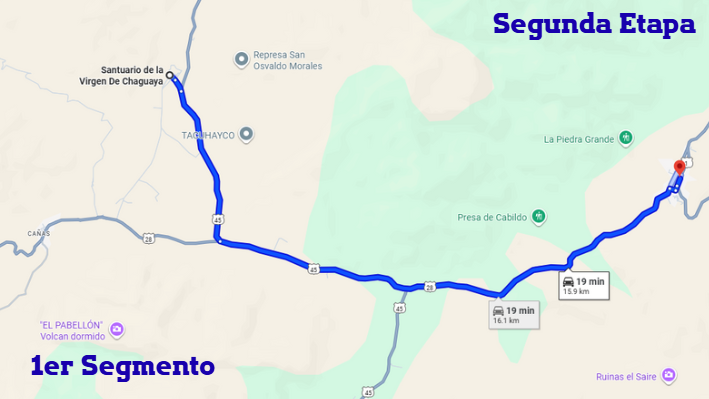 Segunda Etapa
Santuario de la
Virgen De Chaguaya
Represa San
Osvaldo Morales
TACUHAYCO
La Piedra Grande
1
Presa de Cabildo
45
CAÑAS
28
45
28
19 min
15.9 km
45
19 min
16.1 km
"EL PABELLÓN"
Volcan dormido
1er Segmento
Ruinas el Saire
45